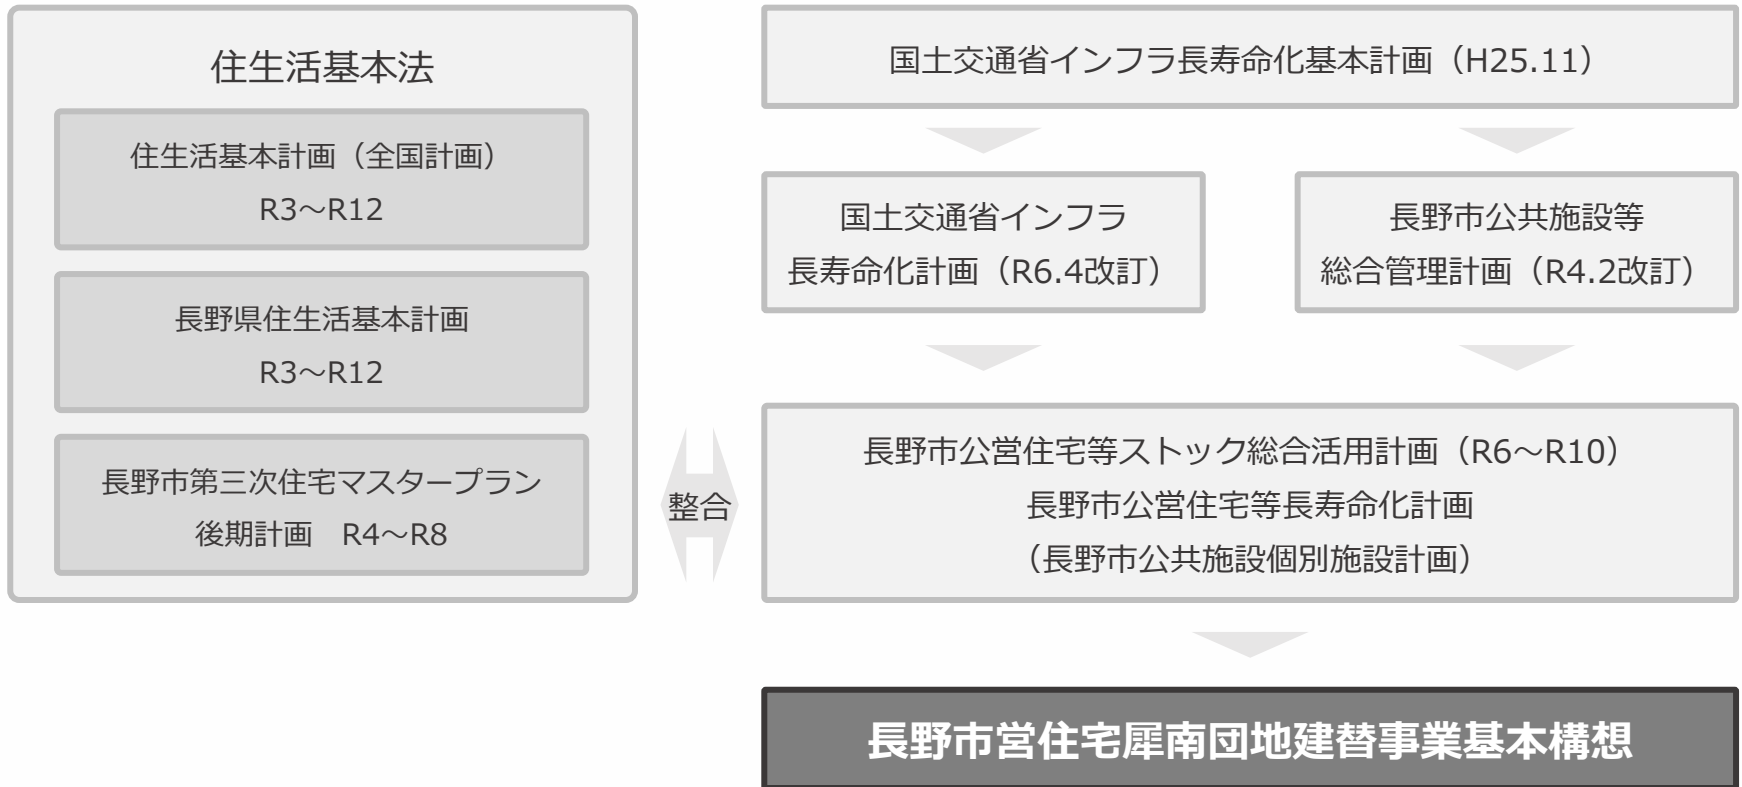 住生活基本法
住生活基本計画（全国計画）
R3～R12
長野県住生活基本計画
R3～R12
長野市第三次住宅マスタープラン
後期計画　R4～R8
整合
国土交通省インフラ長寿命化基本計画（H25.11）
国土交通省インフラ
長寿命化計画（R6.4改訂）
長野市公共施設等
総合管理計画（R4.2改訂）
長野市公営住宅等ストック総合活用計画（R6～R10）
長野市公営住宅等長寿命化計画
（長野市公共施設個別施設計画）
長野市営住宅犀南団地建替事業基本構想